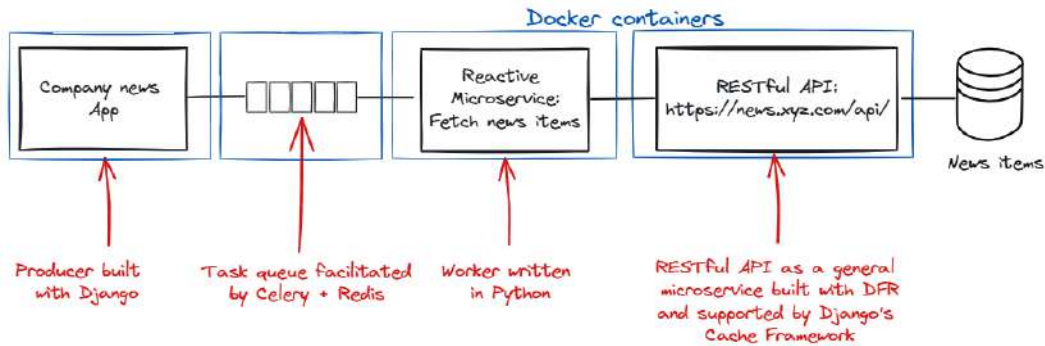 Docker containers
Company news
App
Reactive
Microservice:
Fetch news items
RESTful API:
https://news.xyz.com/api/
News items
Producer built
with Django
Task queue facilitated
by Celery + Redis
Worker written
in Python
RESTful API as a general
microservice built with DFR
and supported by Django's
Cache Framework